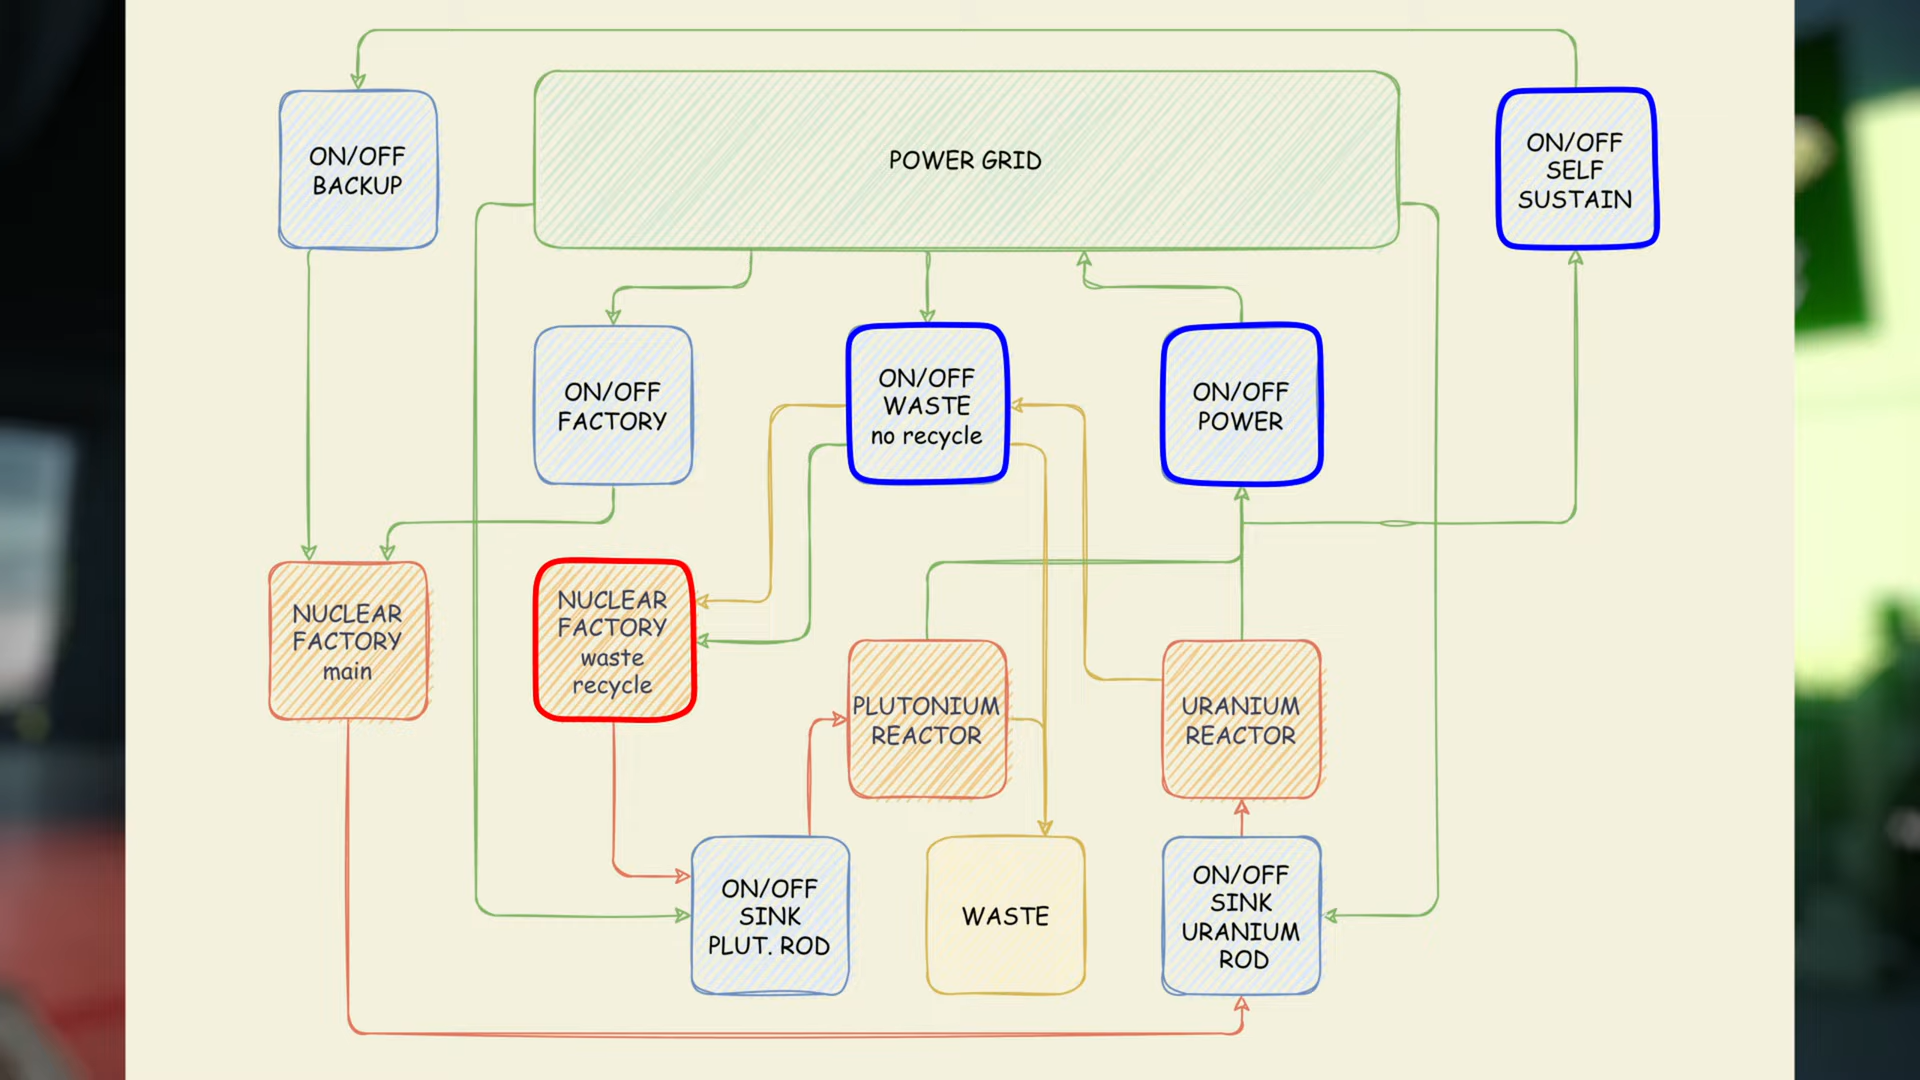 ON/OFF
BACKUP
POWER GRID
ON/OFF
SELF
SUSTAIN
ON/OFF
FACTORY
ON/OFF
WASTE
no recycle
ON/OFF
POWER
NUCLEAR
FACTORY
main
NUCLEAR
FACTORY
waste
recycle
PLUTONIUM
REACTOR
URANIUM
REACTOR
ON/OFF
SINK
PLUT. ROD
WASTE
ON/OFF
SINK
URANIUM
ROD